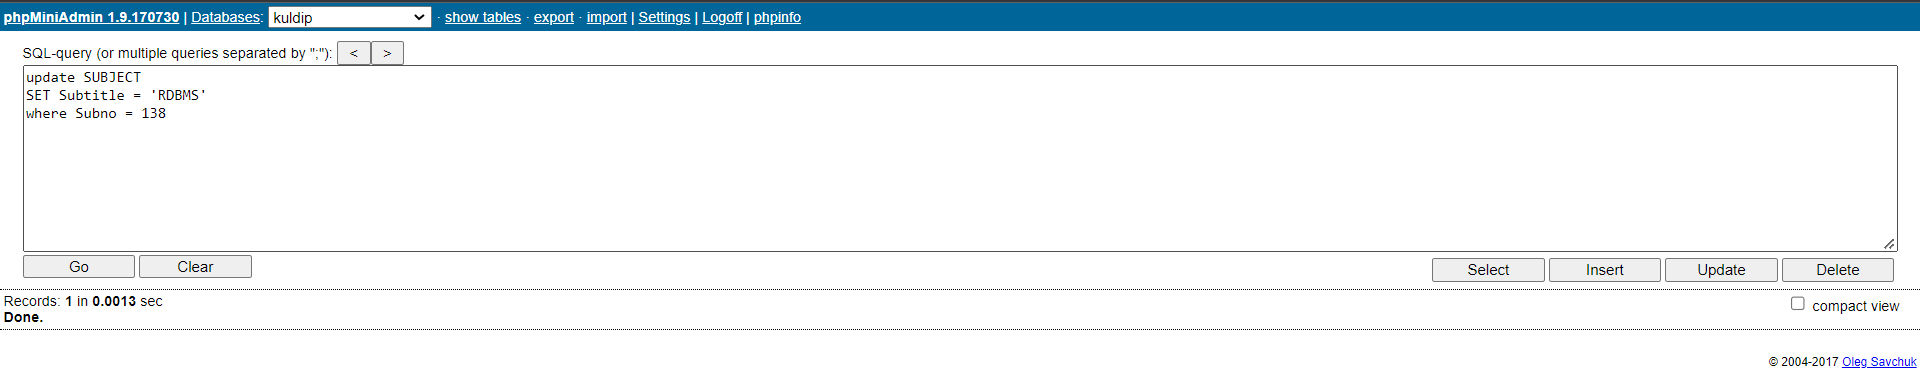 phpMiniAdmin 1.9.170730 | Databases: kuldip · show tables · export · import | Settings | Logoff | phpinfo
SQL-query (or multiple queries separated by ";"): < >
update SUBJECT
SET Subtitle = 'RDBMS'
where Subno = 138
Go Clear Select Insert Update Delete
Records: 1 in 0.0013 sec compact view
Done.
© 2004-2017 Oleg Savchuk